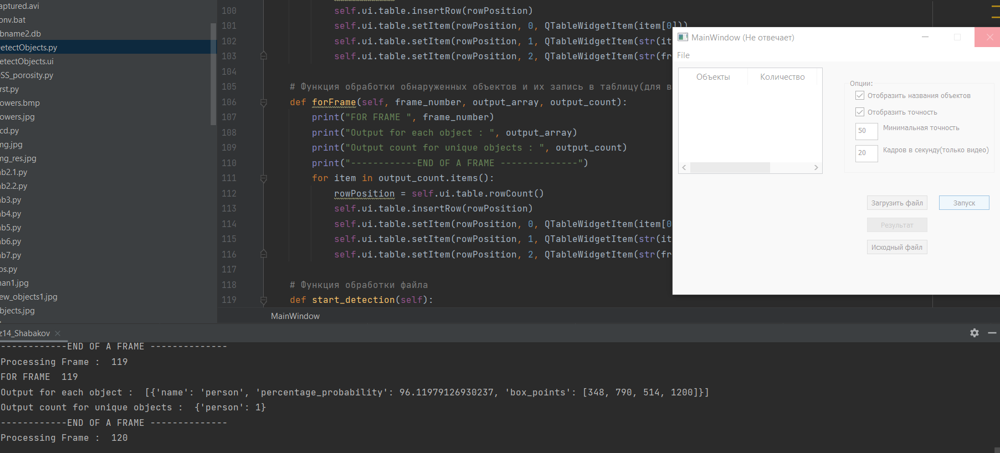 aptured.avi
onv.bat
bname2.db
etectObjects.py
etectObjects.ui
SS_porosity.py
rst.py
owers.bmp
owers.jpg
cd.py
mg.jpg
mg_res.jpg
ab2.1.py
ab2.2.py
ab3.py
ab4.py
ab5.py
ab6.py
ab7.py
os.py
nan1.jpg
ew_objects1.jpg
bjects.jpg
100 self.ui.table.insertRow(rowPosition)
101 self.ui.table.setItem(rowPosition, 0, QTableWidgetItem(item[0]))
102 self.ui.table.setItem(rowPosition, 1, QTableWidgetItem(str(it
103 self.ui.table.setItem(rowPosition, 2, QTableWidgetItem(str(fr
104
105 # Функция обработки обнаруженных объектов и их запись в таблицу(для в
106 def forFrame(self, frame_number, output_array, output_count):
107 print("FOR FRAME ", frame_number)
108 print("Output for each object : ", output_array)
109 print("Output count for unique objects : ", output_count)
110 print("------------END OF A FRAME --------------")
111 for item in output_count.items():
112 rowPosition = self.ui.table.rowCount()
113 self.ui.table.insertRow(rowPosition)
114 self.ui.table.setItem(rowPosition, 0, QTableWidgetItem(item[0
115 self.ui.table.setItem(rowPosition, 1, QTableWidgetItem(str(it
116 self.ui.table.setItem(rowPosition, 2, QTableWidgetItem(str(fr
117
118 # Функция обработки файла
119 def start_detection(self):
MainWindow
MainWindow (Не отвечает)
File
Объекты Количество
Опции:
Отобразить названия объектов
Отобразить точность
50 Минимальная точность
20 Кадров в секунду(только видео)
Загрузить файл Запуск
Результат
Исходный файл
z14_Shabakov
------------END OF A FRAME --------------
Processing Frame :  119
FOR FRAME  119
Output for each object :  [{'name': 'person', 'percentage_probability': 96.11979126930237, 'box_points': [348, 790, 514, 1200]}]
Output count for unique objects :  {'person': 1}
------------END OF A FRAME --------------
Processing Frame :  120